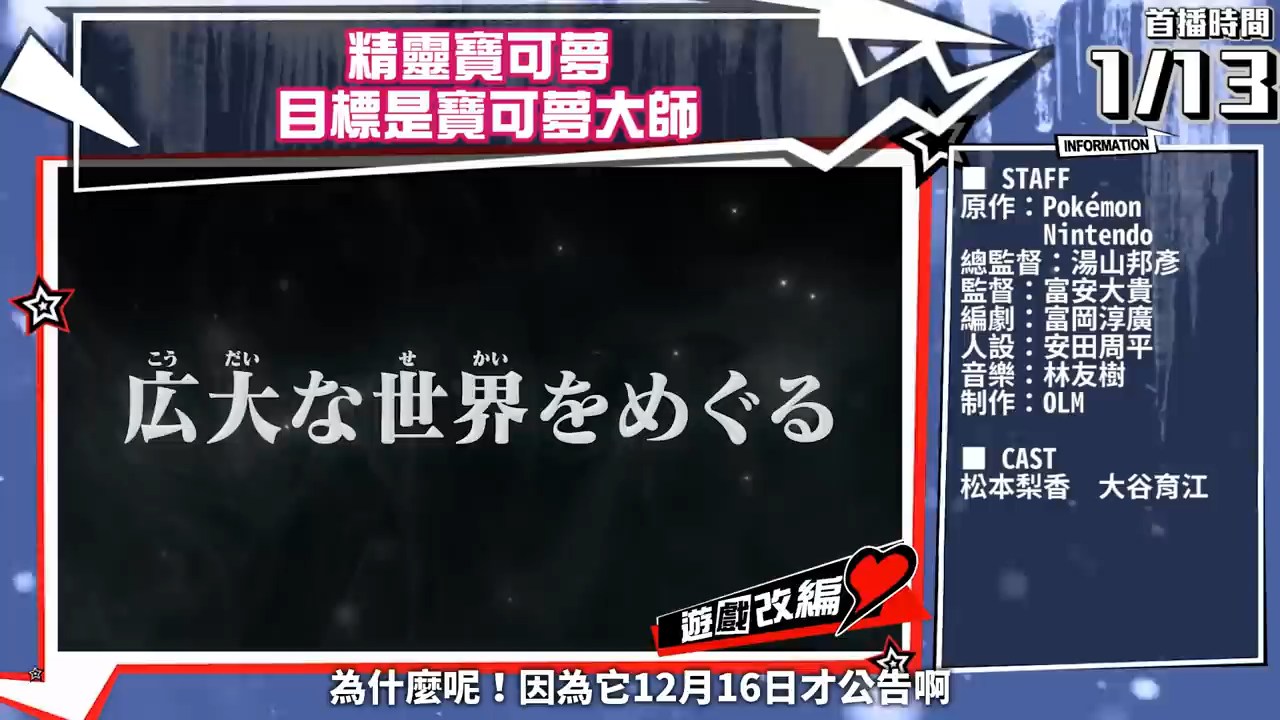 精靈寶可夢
目標是寶可夢大師
首播時間
1/13
INFORMATION
■ STAFF
原作：Pokémon
Nintendo
總監督：湯山邦彥
監督：富安大貴
編劇：富岡淳廣
人設：安田周平
音樂：林友樹
制作：OLM
■ CAST
松本梨香　大谷育江
こう だい せ かい
広大な世界をめぐる
遊戲改編
為什麼呢！因為它12月16日才公告啊